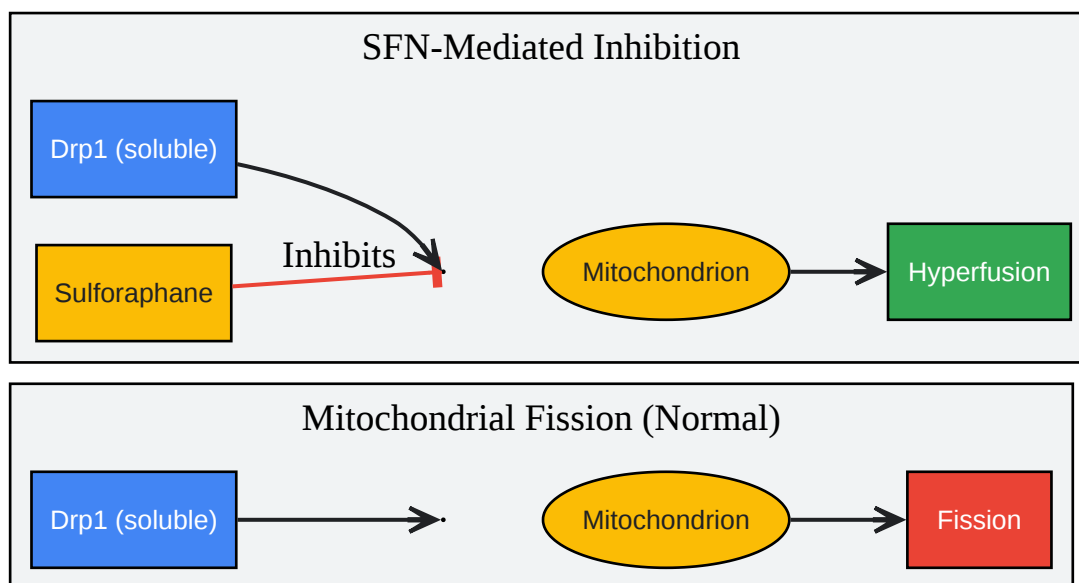 SFN-Mediated Inhibition
Drp1 (soluble)
Inhibits
Sulforaphane
Mitochondrion
Hyperfusion
Mitochondrial Fission (Normal)
Drp1 (soluble)
Mitochondrion
Fission